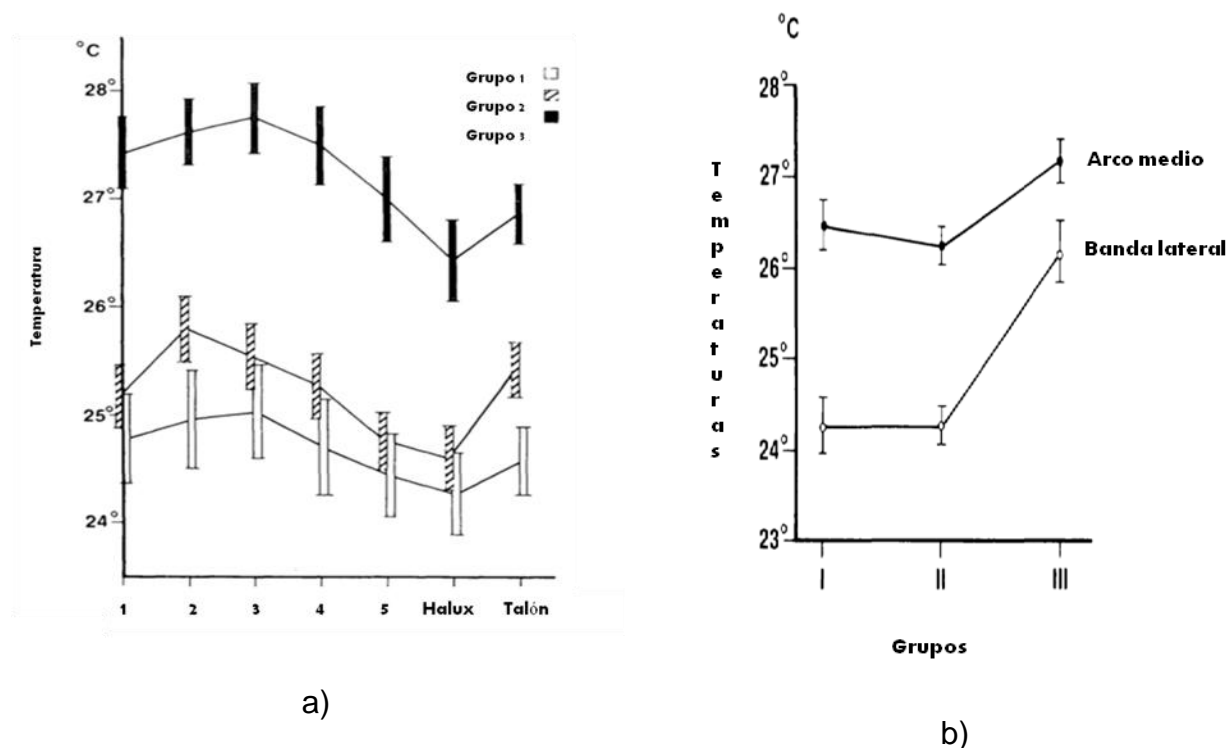 °C
28°
27°
26°
25°
24°
Temperatura
Grupo 1
Grupo 2
Grupo 3
1 2 3 4 5 Halux Talón
a)
°C
28°
27°
26°
25°
24°
23°
Temperaturas
Arco medio
Banda lateral
I II III
Grupos
b)